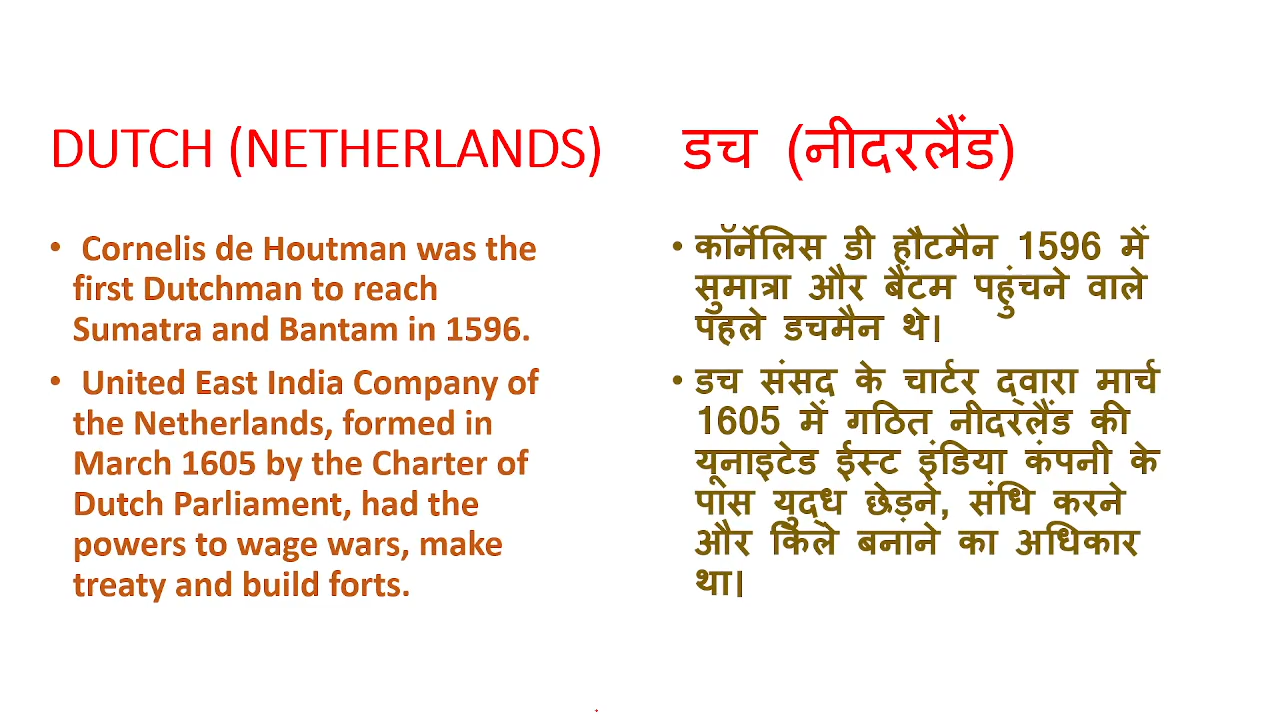 DUTCH (NETHERLANDS)
• Cornelis de Houtman was the
first Dutchman to reach
Sumatra and Bantam in 1596.
• United East India Company of
the Netherlands, formed in
March 1605 by the Charter of
Dutch Parliament, had the
powers to wage wars, make
treaty and build forts.
डच (नीदरलैंड)
• कॉर्नेलिस डी हौटमैन 1596 में
सुमात्रा और बैंटम पहुंचने वाले
पहले डचमैन थे।
• डच संसद के चार्टर द्वारा मार्च
1605 में गठित नीदरलैंड की
यूनाइटेड ईस्ट इंडिया कंपनी के
पास युद्ध छेड़ने, संधि करने
और किले बनाने का अधिकार
था।